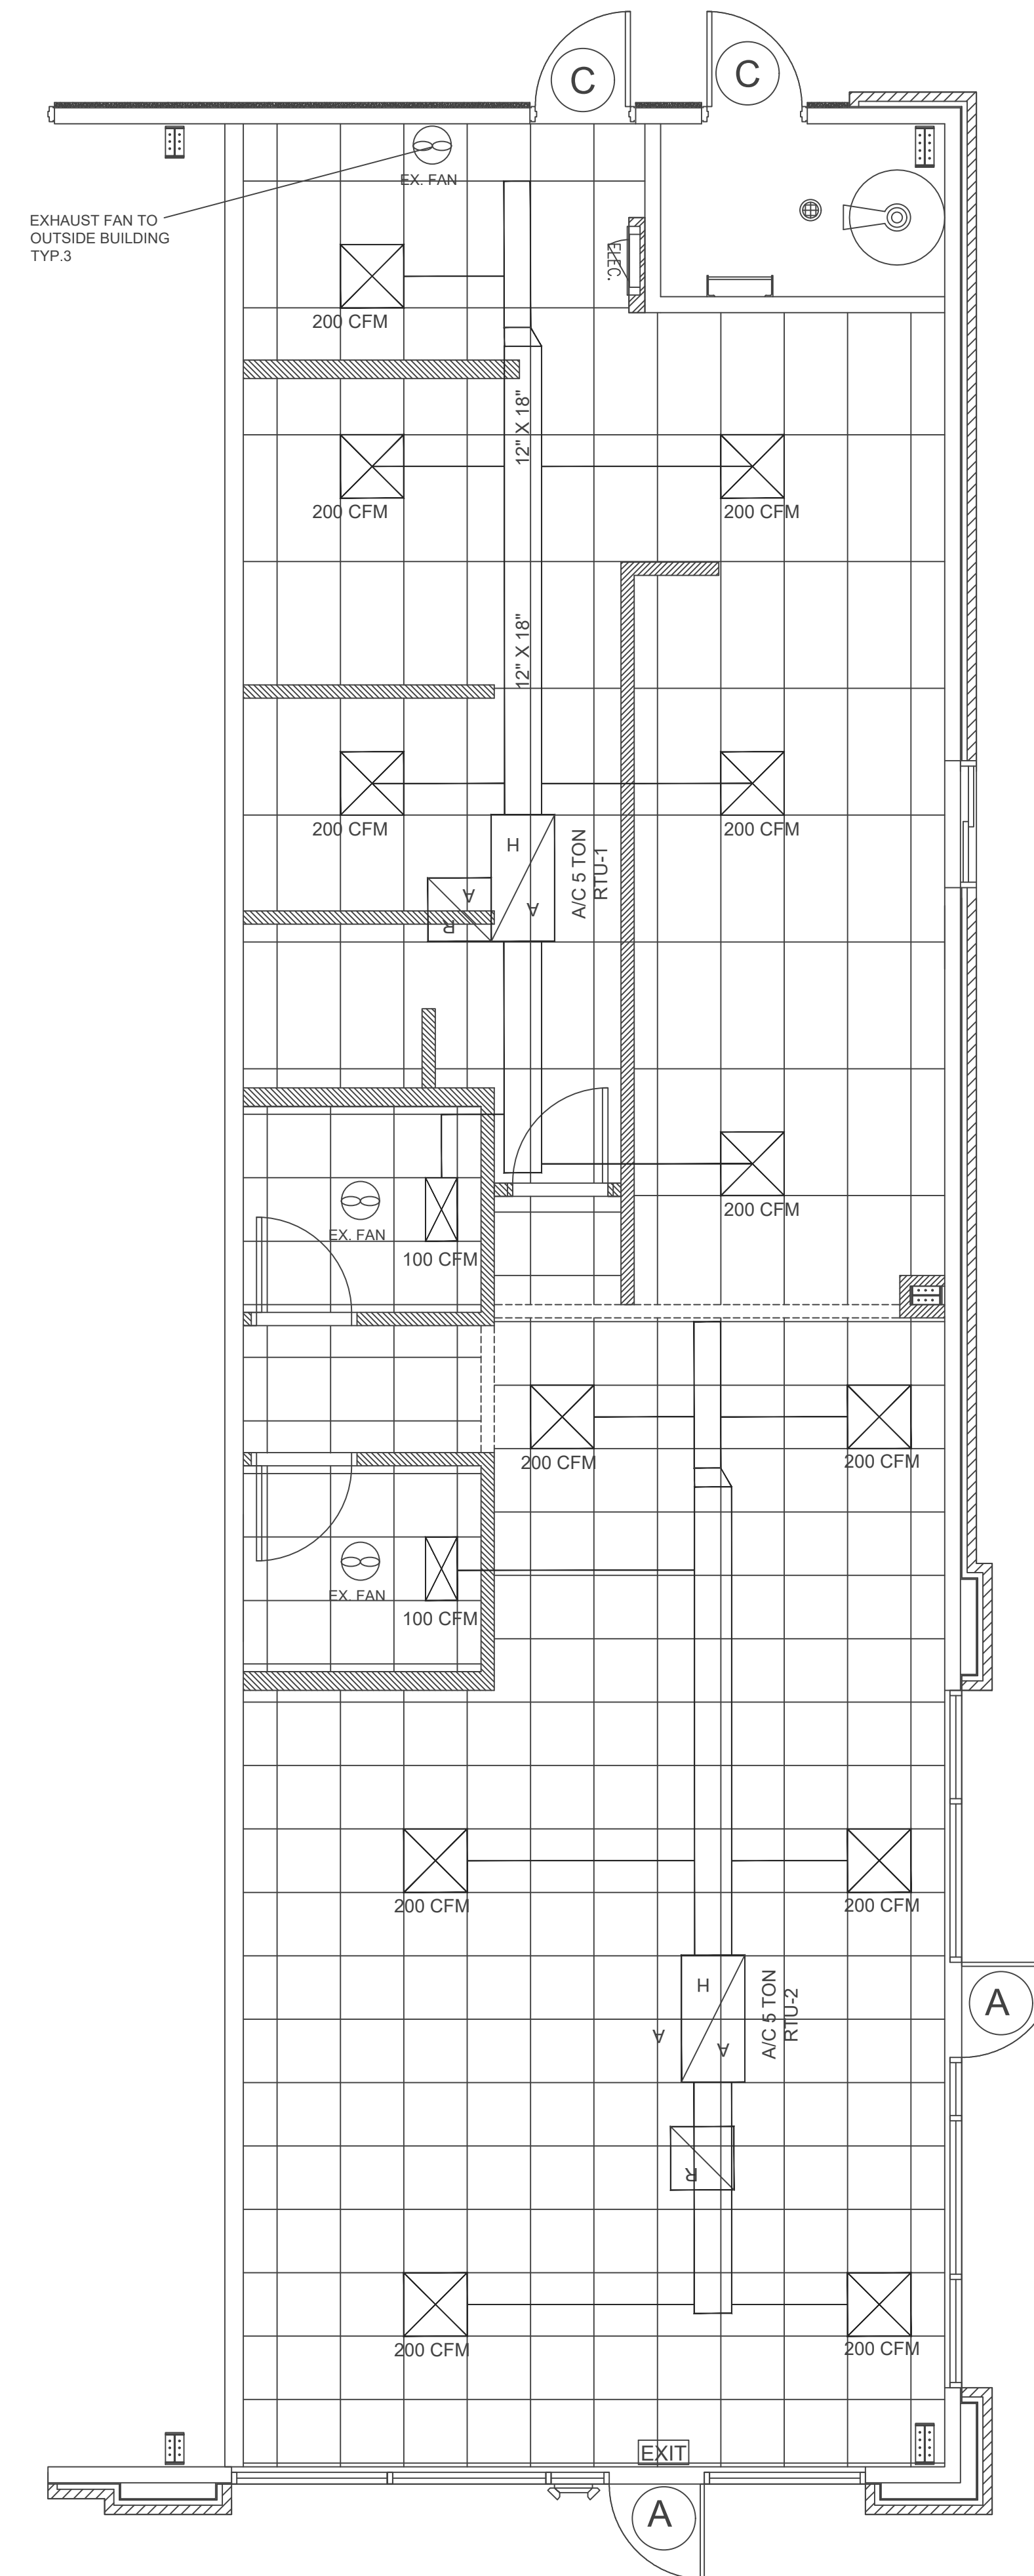 C
C
EX. FAN
EXHAUST FAN TO
OUTSIDE BUILDING
TYP.3
ELEC.
200 CFM
12" X 18"
200 CFM
200 CFM
12" X 18"
200 CFM
200 CFM
H
A
A
R
A/C 5 TON
RTU-1
200 CFM
EX. FAN
100 CFM
200 CFM
200 CFM
EX. FAN
100 CFM
200 CFM
200 CFM
H
A
A
A/C 5 TON
RTU-2
A
R
200 CFM
200 CFM
EXIT
A